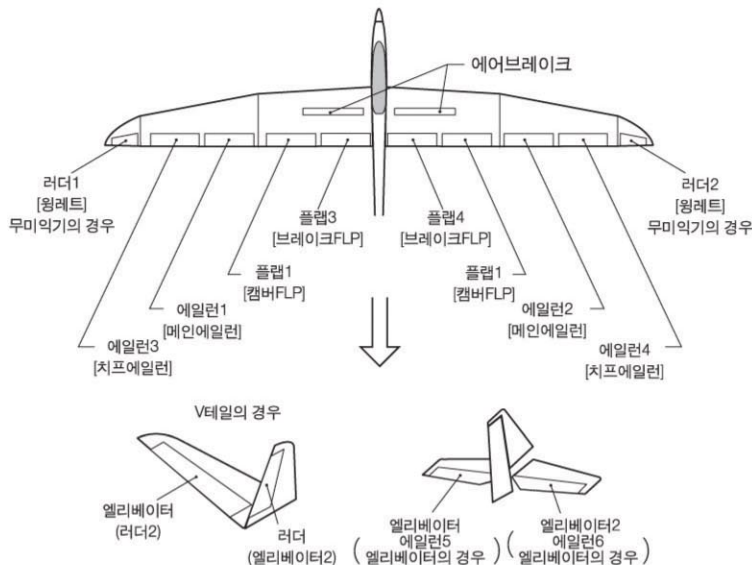 에어브레이크
러더1
[윙레트]
무미익기의 경우
러더2
[윙레트]
무미익기의 경우
플랩3
[브레이크FLP]
플랩4
[브레이크FLP]
플랩1
[캠버FLP]
플랩1
[캠버FLP]
에일런1
[메인에일런]
에일런2
[메인에일런]
에일런3
[치프에일런]
에일런4
[치프에일런]
V테일의 경우
엘리베이터
(러더2)
러더
(엘리베이터2)
엘리베이터
에일런5
(엘리베이터의 경우)
엘리베이터2
에일런6
(엘리베이터의 경우)